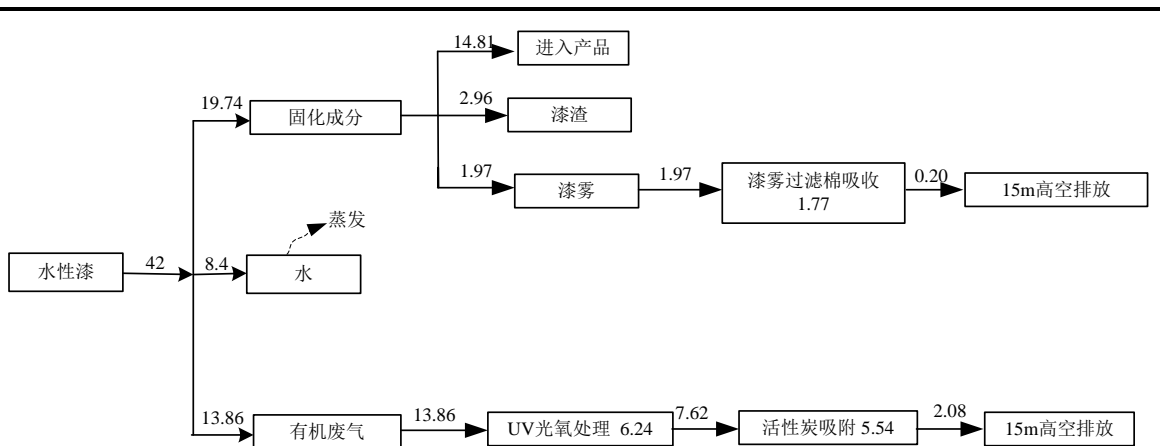 14.81
进入产品
19.74
固化成分
2.96
漆渣
1.97
漆雾
1.97
漆雾过滤棉吸收
1.77
0.20
15m高空排放
蒸发
水性漆
42
8.4
水
13.86
有机废气
13.86
UV光氧处理 6.24
7.62
活性炭吸附 5.54
2.08
15m高空排放